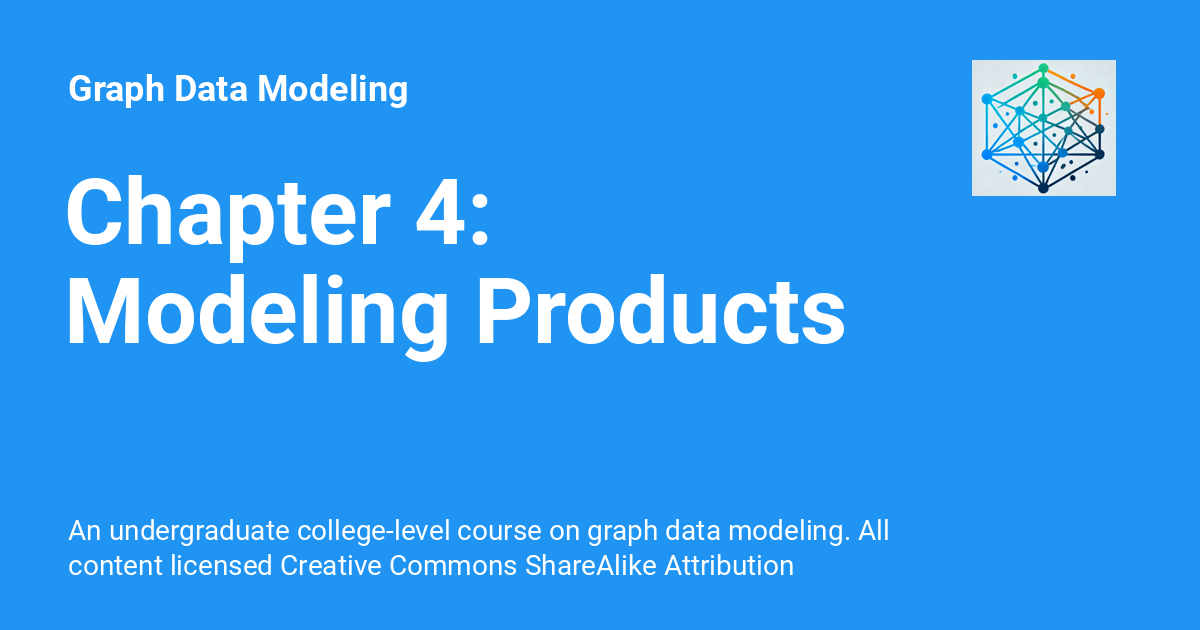 Graph Data Modeling
Chapter 4:
Modeling Products
An undergraduate college-level course on graph data modeling. All
content licensed Creative Commons ShareAlike Attribution